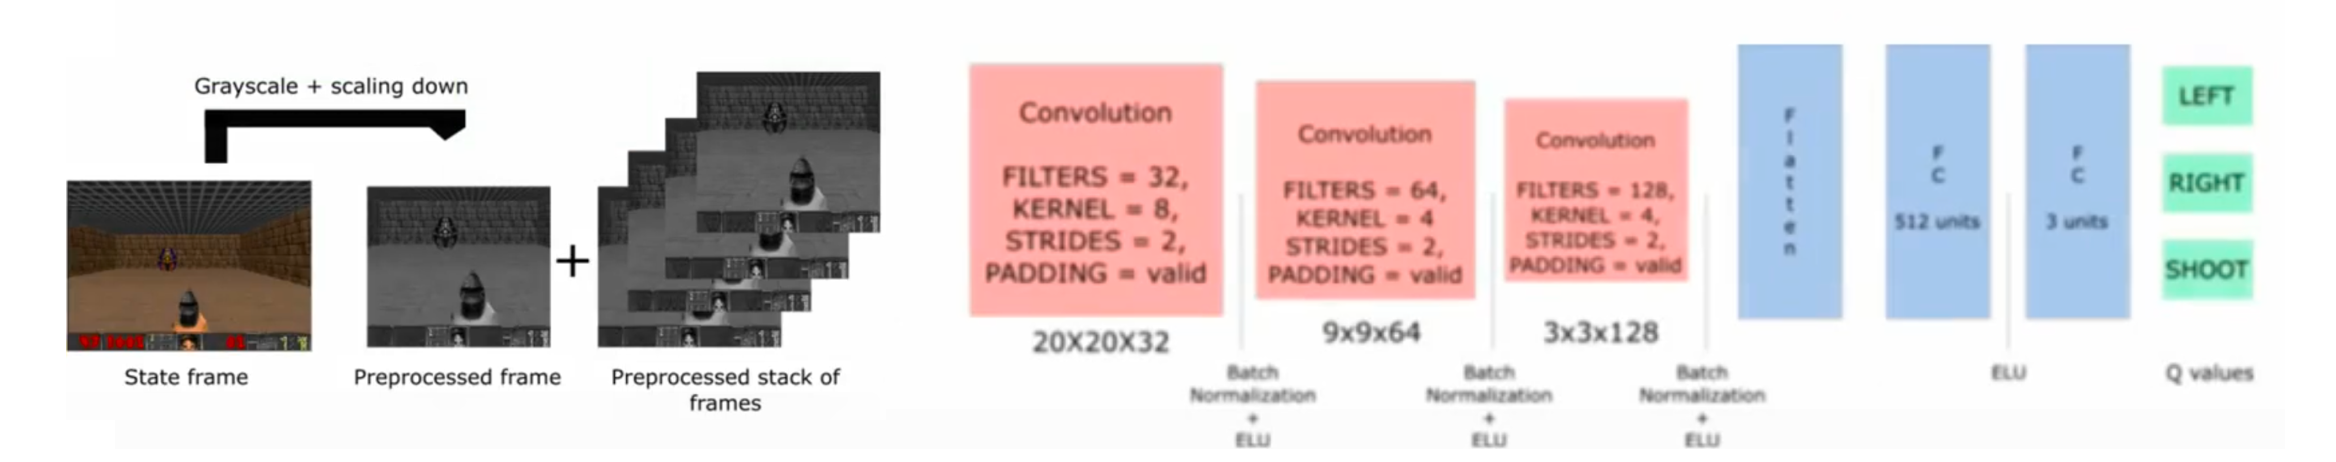 Grayscale + scaling down
State frame
Preprocessed frame
+
Preprocessed stack of
frames
Convolution
FILTERS = 32,
KERNEL = 8,
STRIDES = 2,
PADDING = valid
20X20X32
Batch
Normalization
+
ELU
Convolution
FILTERS = 64,
KERNEL = 4
STRIDES = 2,
PADDING = valid
9x9x64
Batch
Normalization
+
ELU
Convolution
FILTERS = 128,
KERNEL = 4,
STRIDES = 2,
PADDING = valid
3x3x128
Batch
Normalization
+
ELU
Flatten
FC
512 units
ELU
FC
3 units
LEFT
RIGHT
SHOOT
Q values